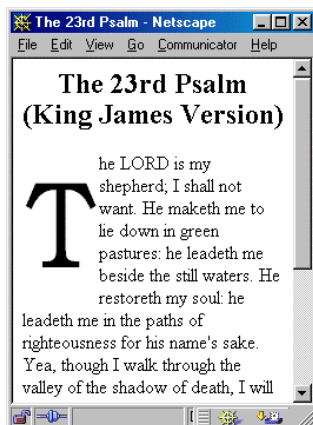 The 23rd Psalm - Netscape
File Edit View Go Communicator Help
The 23rd Psalm
(King James Version)
The LORD is my
shepherd; I shall not
want. He maketh me to
lie down in green
pastures: he leadeth me
beside the still waters. He
restoreth my soul: he
leadeth me in the paths of
righteousness for his name's sake.
Yea, though I walk through the
valley of the shadow of death, I will